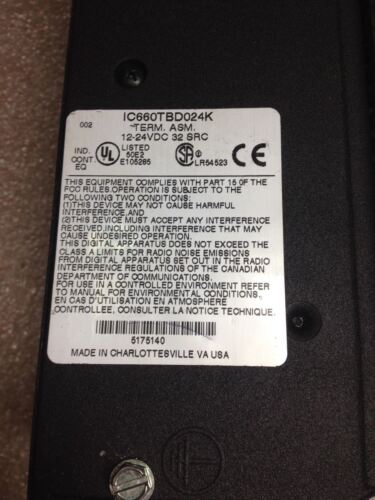 IC660TBD024K
002
TERM. ASM.
12-24VDC 32 SRC
IND.
CONT.
EQ
UL
LISTED
50E2
E105285
SA
LR54523
CE
THIS EQUIPMENT COMPLIES WITH PART 15 OF THE
FCC RULES.OPERATION IS SUBJECT TO THE
FOLLOWING TWO CONDITIONS:
(1)THIS DEVICE MAY NOT CAUSE HARMFUL
INTERFERENCE,AND
(2)THIS DEVICE MUST ACCEPT ANY INTERFERENCE
RECEIVED,INCLUDING INTERFERENCE THAT MAY
CAUSE UNDESIRED OPERATION.
THIS DIGITAL APPARATUS DOES NOT EXCEED THE
CLASS A LIMITS FOR RADIO NOISE EMISSIONS
FROM DIGITAL APPARATUS SET OUT IN THE RADIO
INTERFERENCE REGULATIONS OF THE CANADIAN
DEPARTMENT OF COMMUNICATIONS.
FOR USE IN A CONTROLLED ENVIRONMENT REFER
TO MANUAL FOR ENVIRONMENTAL CONDITIONS.
EN CAS D'UTILISATION EN ATMOSPHERE
CONTROLLEE, CONSULTER LA NOTICE TECHNIQUE.
5175140
MADE IN CHARLOTTESVILLE VA USA